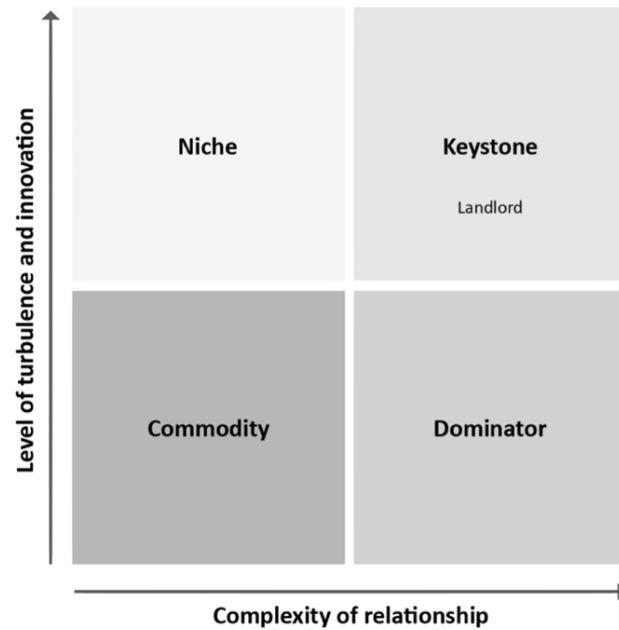 Level of turbulence and innovation
Niche
Keystone
Landlord
Commodity
Dominator
Complexity of relationship